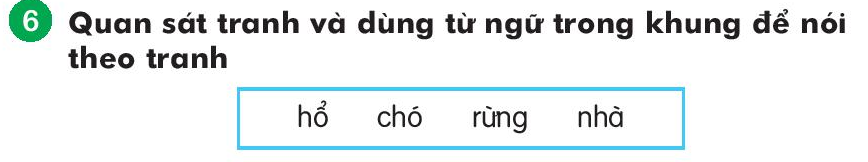 6 Quan sát tranh và dùng từ ngữ trong khung để nói
theo tranh
hổ chó rừng nhà